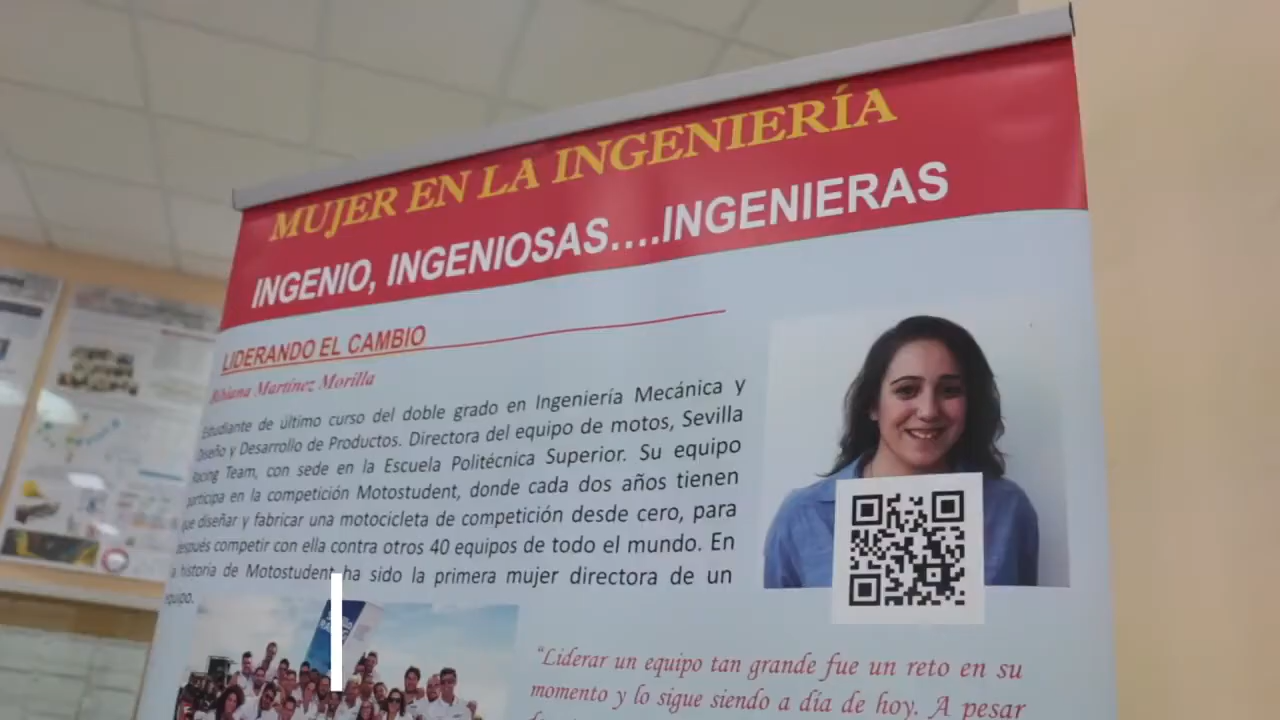 MUJER EN LA INGENIERÍA
INGENIO, INGENIOSAS....INGENIERAS
LIDERANDO EL CAMBIO
Bibiana Martínez Morilla
Estudiante de último curso del doble grado en Ingeniería Mecánica y
Diseño y Desarrollo de Productos. Directora del equipo de motos, Sevilla
Racing Team, con sede en la Escuela Politécnica Superior. Su equipo
participa en la competición Motostudent, donde cada dos años tienen
que diseñar y fabricar una motocicleta de competición desde cero, para
después competir con ella contra otros 40 equipos de todo el mundo. En
la historia de Motostudent ha sido la primera mujer directora de un
equipo.
“Liderar un equipo tan grande fue un reto en su
momento y lo sigue siendo a día de hoy. A pesar